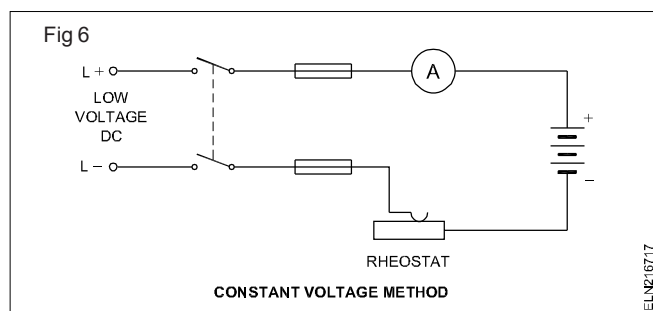 Fig 6
L +
LOW
VOLTAGE
DC
L –
A
+
–
RHEOSTAT
CONSTANT VOLTAGE METHOD
ELN216717